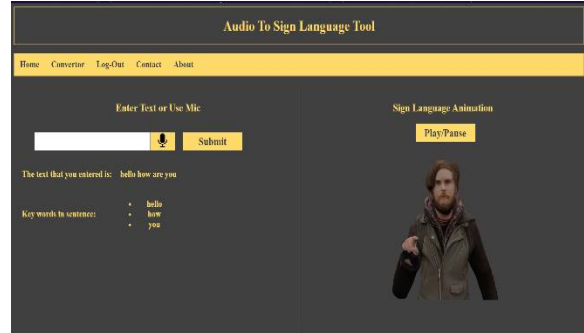 Audio To Sign Language Tool
Home Convertor Log-Out Contact About
Enter Text or Use Mic
Submit
The text that you entered is: hello how are you
Key words in sentence:
hello
how
you
Sign Language Animation
Play/Pause